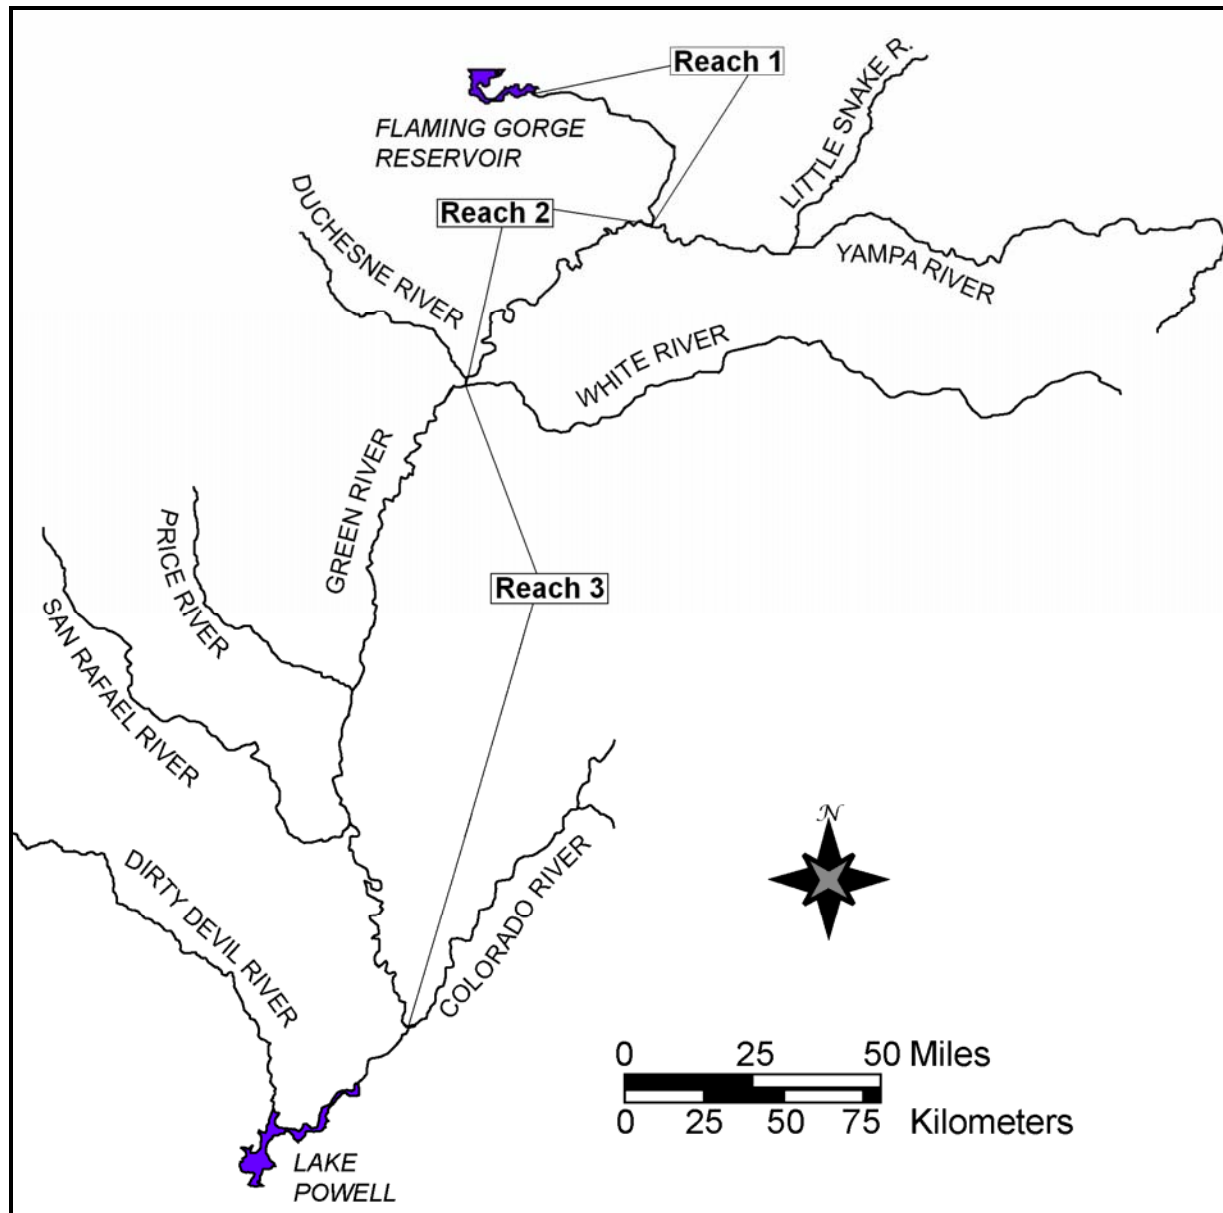 Reach 1
LITTLE SNAKE R.
FLAMING GORGE
RESERVOIR
DUCHESNE RIVER
Reach 2
YAMPA RIVER
WHITE RIVER
GREEN RIVER
PRICE RIVER
Reach 3
SAN RAFAEL RIVER
N
DIRTY DEVIL RIVER
COLORADO RIVER
0 25 50 Miles
0 25 50 75 Kilometers
LAKE
POWELL